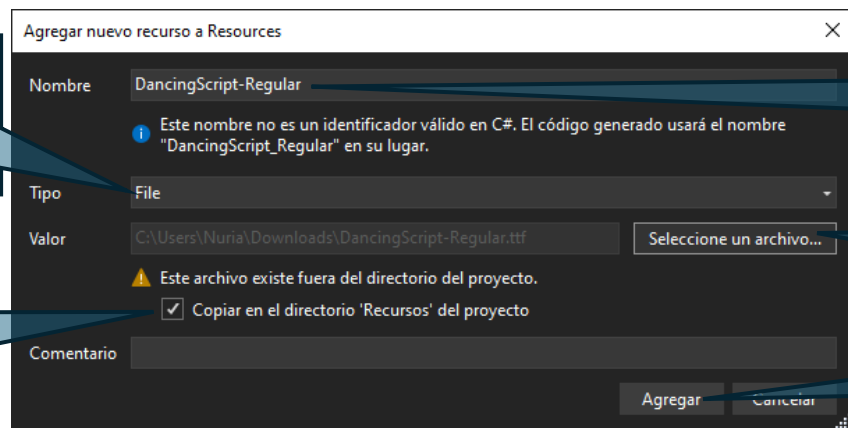 Agregar nuevo recurso a Resources
Nombre DancingScript-Regular
Este nombre no es un identificador válido en C#. El código generado usará el nombre
"DancingScript_Regular" en su lugar.
Tipo File
Valor C:\Users\Nuria\Downloads\DancingScript-Regular.ttf Seleccione un archivo...
Este archivo existe fuera del directorio del proyecto.
Copiar en el directorio 'Recursos' del proyecto
Comentario
Agregar Cancelar